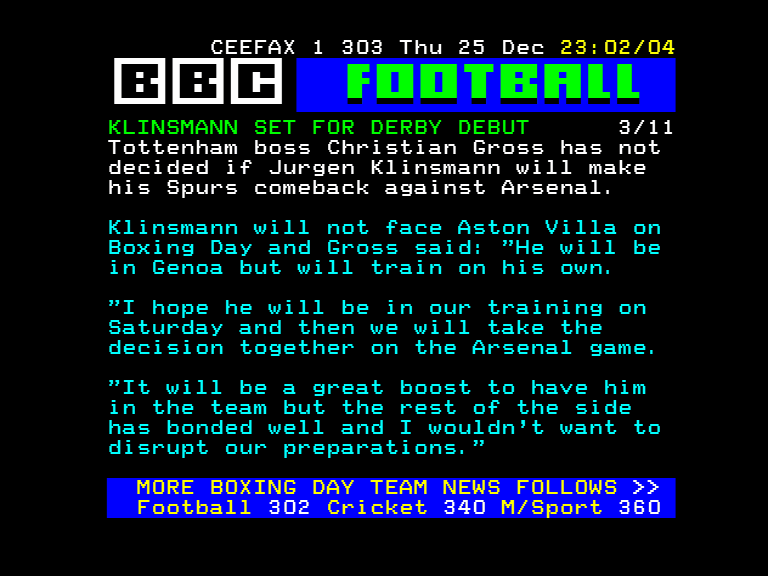 CEEFAX 1 303 Thu 25 Dec 23:02/04
BBC FOOTBALL
KLINSMANN SET FOR DERBY DEBUT 3/11
Tottenham boss Christian Gross has not
decided if Jurgen Klinsmann will make
his Spurs comeback against Arsenal.
Klinsmann will not face Aston Villa on
Boxing Day and Gross said: "He will be
in Genoa but will train on his own.
"I hope he will be in our training on
Saturday and then we will take the
decision together on the Arsenal game.
"It will be a great boost to have him
in the team but the rest of the side
has bonded well and I wouldn't want to
disrupt our preparations."
MORE BOXING DAY TEAM NEWS FOLLOWS >>
Football 302 Cricket 340 M/Sport 360